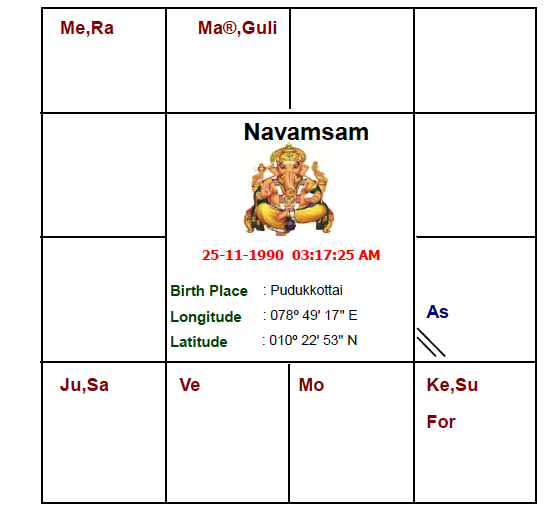 Me,Ra
Ma®,Guli
Navamsam
25-11-1990 03:17:25 AM
Birth Place : Pudukkottai
Longitude : 078º 49' 17" E
Latitude : 010º 22' 53" N
As
Ju,Sa
Ve
Mo
Ke,Su
For